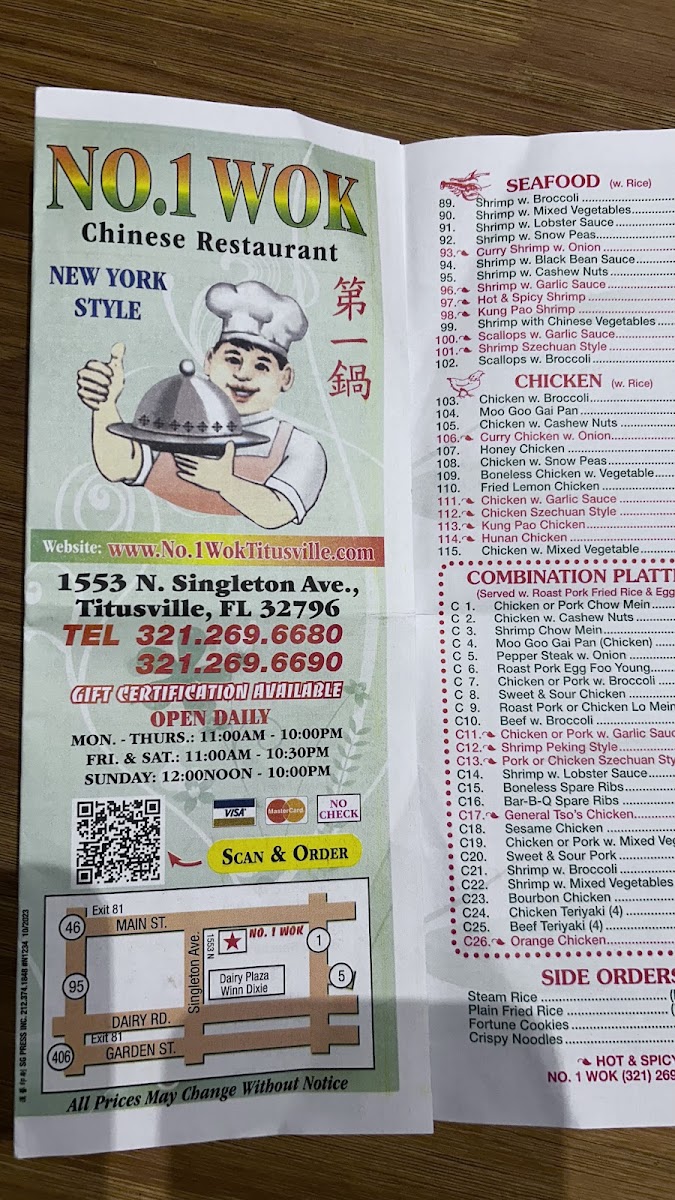 NO.1 WOK
Chinese Restaurant
NEW YORK
STYLE
第一鍋
Website: www.No.1WokTitusville.com
1553 N. Singleton Ave.,
Titusville, FL 32796
TEL 321.269.6680
321.269.6690
GIFT CERTIFICATION AVAILABLE
OPEN DAILY
MON. - THURS.: 11:00AM - 10:00PM
FRI. & SAT.: 11:00AM - 10:30PM
SUNDAY: 12:00NOON - 10:00PM
VISA
MasterCard
NO
CHECK
SCAN & ORDER
Exit 81
46
MAIN ST.
Singleton Ave.
1553 N
NO. 1 WOK
1
Dairy Plaza
Winn Dixie
5
95
DAIRY RD.
Exit 81
406
GARDEN ST.
All Prices May Change Without Notice
SG PRESS INC. 212.374.1848 #N1234 10/2023
SEAFOOD (w. Rice)
89. Shrimp w. Broccoli
90. Shrimp w. Mixed Vegetables
91. Shrimp w. Lobster Sauce
92. Shrimp w. Snow Peas
93. Curry Shrimp w. Onion
94. Shrimp w. Black Bean Sauce
95. Shrimp w. Cashew Nuts
96. Shrimp w. Garlic Sauce
97. Hot & Spicy Shrimp
98. Kung Pao Shrimp
99. Shrimp with Chinese Vegetables
100. Scallops w. Garlic Sauce
101. Shrimp Szechuan Style
102. Scallops w. Broccoli
CHICKEN (w. Rice)
103. Chicken w. Broccoli
104. Moo Goo Gai Pan
105. Chicken w. Cashew Nuts
106. Curry Chicken w. Onion
107. Honey Chicken
108. Chicken w. Snow Peas
109. Boneless Chicken w. Vegetable
110. Fried Lemon Chicken
111. Chicken w. Garlic Sauce
112. Chicken Szechuan Style
113. Kung Pao Chicken
114. Hunan Chicken
115. Chicken w. Mixed Vegetable
COMBINATION PLATT
(Served w. Roast Pork Fried Rice & Egg
C 1. Chicken or Pork Chow Mein
C 2. Chicken w. Cashew Nuts
C 3. Shrimp Chow Mein
C 4. Moo Goo Gai Pan (Chicken)
C 5. Pepper Steak w. Onion
C 6. Roast Pork Egg Foo Young
C 7. Chicken or Pork w. Broccoli
C 8. Sweet & Sour Chicken
C 9. Roast Pork or Chicken Lo Mein
C10. Beef w. Broccoli
C11. Chicken or Pork w. Garlic Sauc
C12. Shrimp Peking Style
C13. Pork or Chicken Szechuan Sty
C14. Shrimp w. Lobster Sauce
C15. Boneless Spare Ribs
C16. Bar-B-Q Spare Ribs
C17. General Tso's Chicken
C18. Sesame Chicken
C19. Chicken or Pork w. Mixed Veg
C20. Sweet & Sour Pork
C21. Shrimp w. Broccoli
C22. Shrimp w. Mixed Vegetables
C23. Bourbon Chicken
C24. Chicken Teriyaki (4)
C25. Beef Teriyaki (4)
C26. Orange Chicken
SIDE ORDERS
Steam Rice
Plain Fried Rice
Fortune Cookies
Crispy Noodles
HOT & SPICY
NO. 1 WOK (321) 269